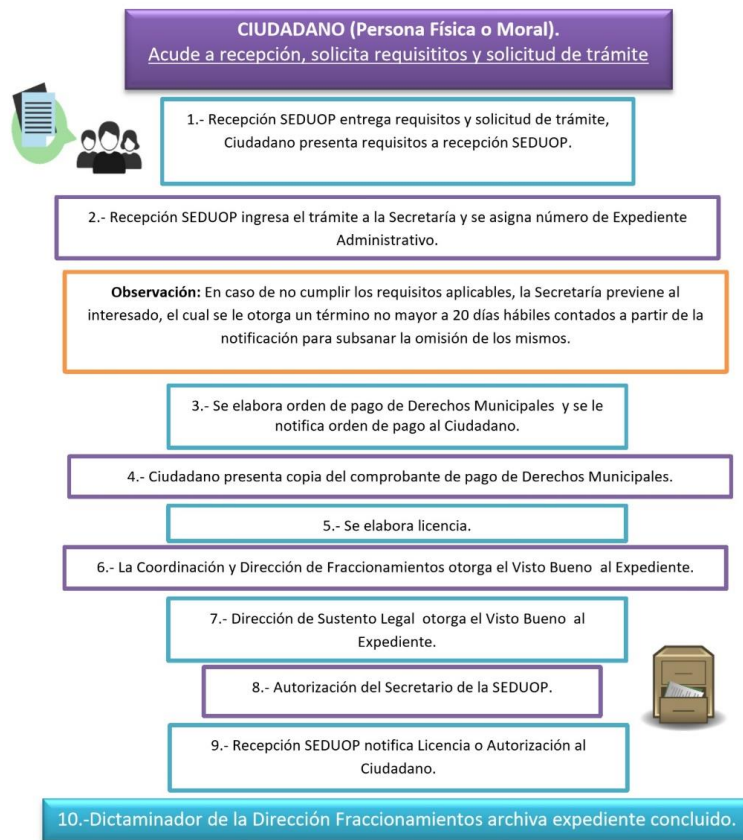 CIUDADANO (Persona Física o Moral).
Acude a recepción, solicita requisititos y solicitud de trámite
1.- Recepción SEDUOP entrega requisitos y solicitud de trámite,
Ciudadano presenta requisitos a recepción SEDUOP.
2.- Recepción SEDUOP ingresa el trámite a la Secretaría y se asigna número de Expediente
Administrativo.
Observación: En caso de no cumplir los requisitos aplicables, la Secretaría previene al
interesado, el cual se le otorga un término no mayor a 20 días hábiles contados a partir de la
notificación para subsanar la omisión de los mismos.
3.- Se elabora orden de pago de Derechos Municipales y se le
notifica orden de pago al Ciudadano.
4.- Ciudadano presenta copia del comprobante de pago de Derechos Municipales.
5.- Se elabora licencia.
6.- La Coordinación y Dirección de Fraccionamientos otorga el Visto Bueno al Expediente.
7.- Dirección de Sustento Legal otorga el Visto Bueno al
Expediente.
8.- Autorización del Secretario de la SEDUOP.
9.- Recepción SEDUOP notifica Licencia o Autorización al
Ciudadano.
10.-Dictaminador de la Dirección Fraccionamientos archiva expediente concluido.